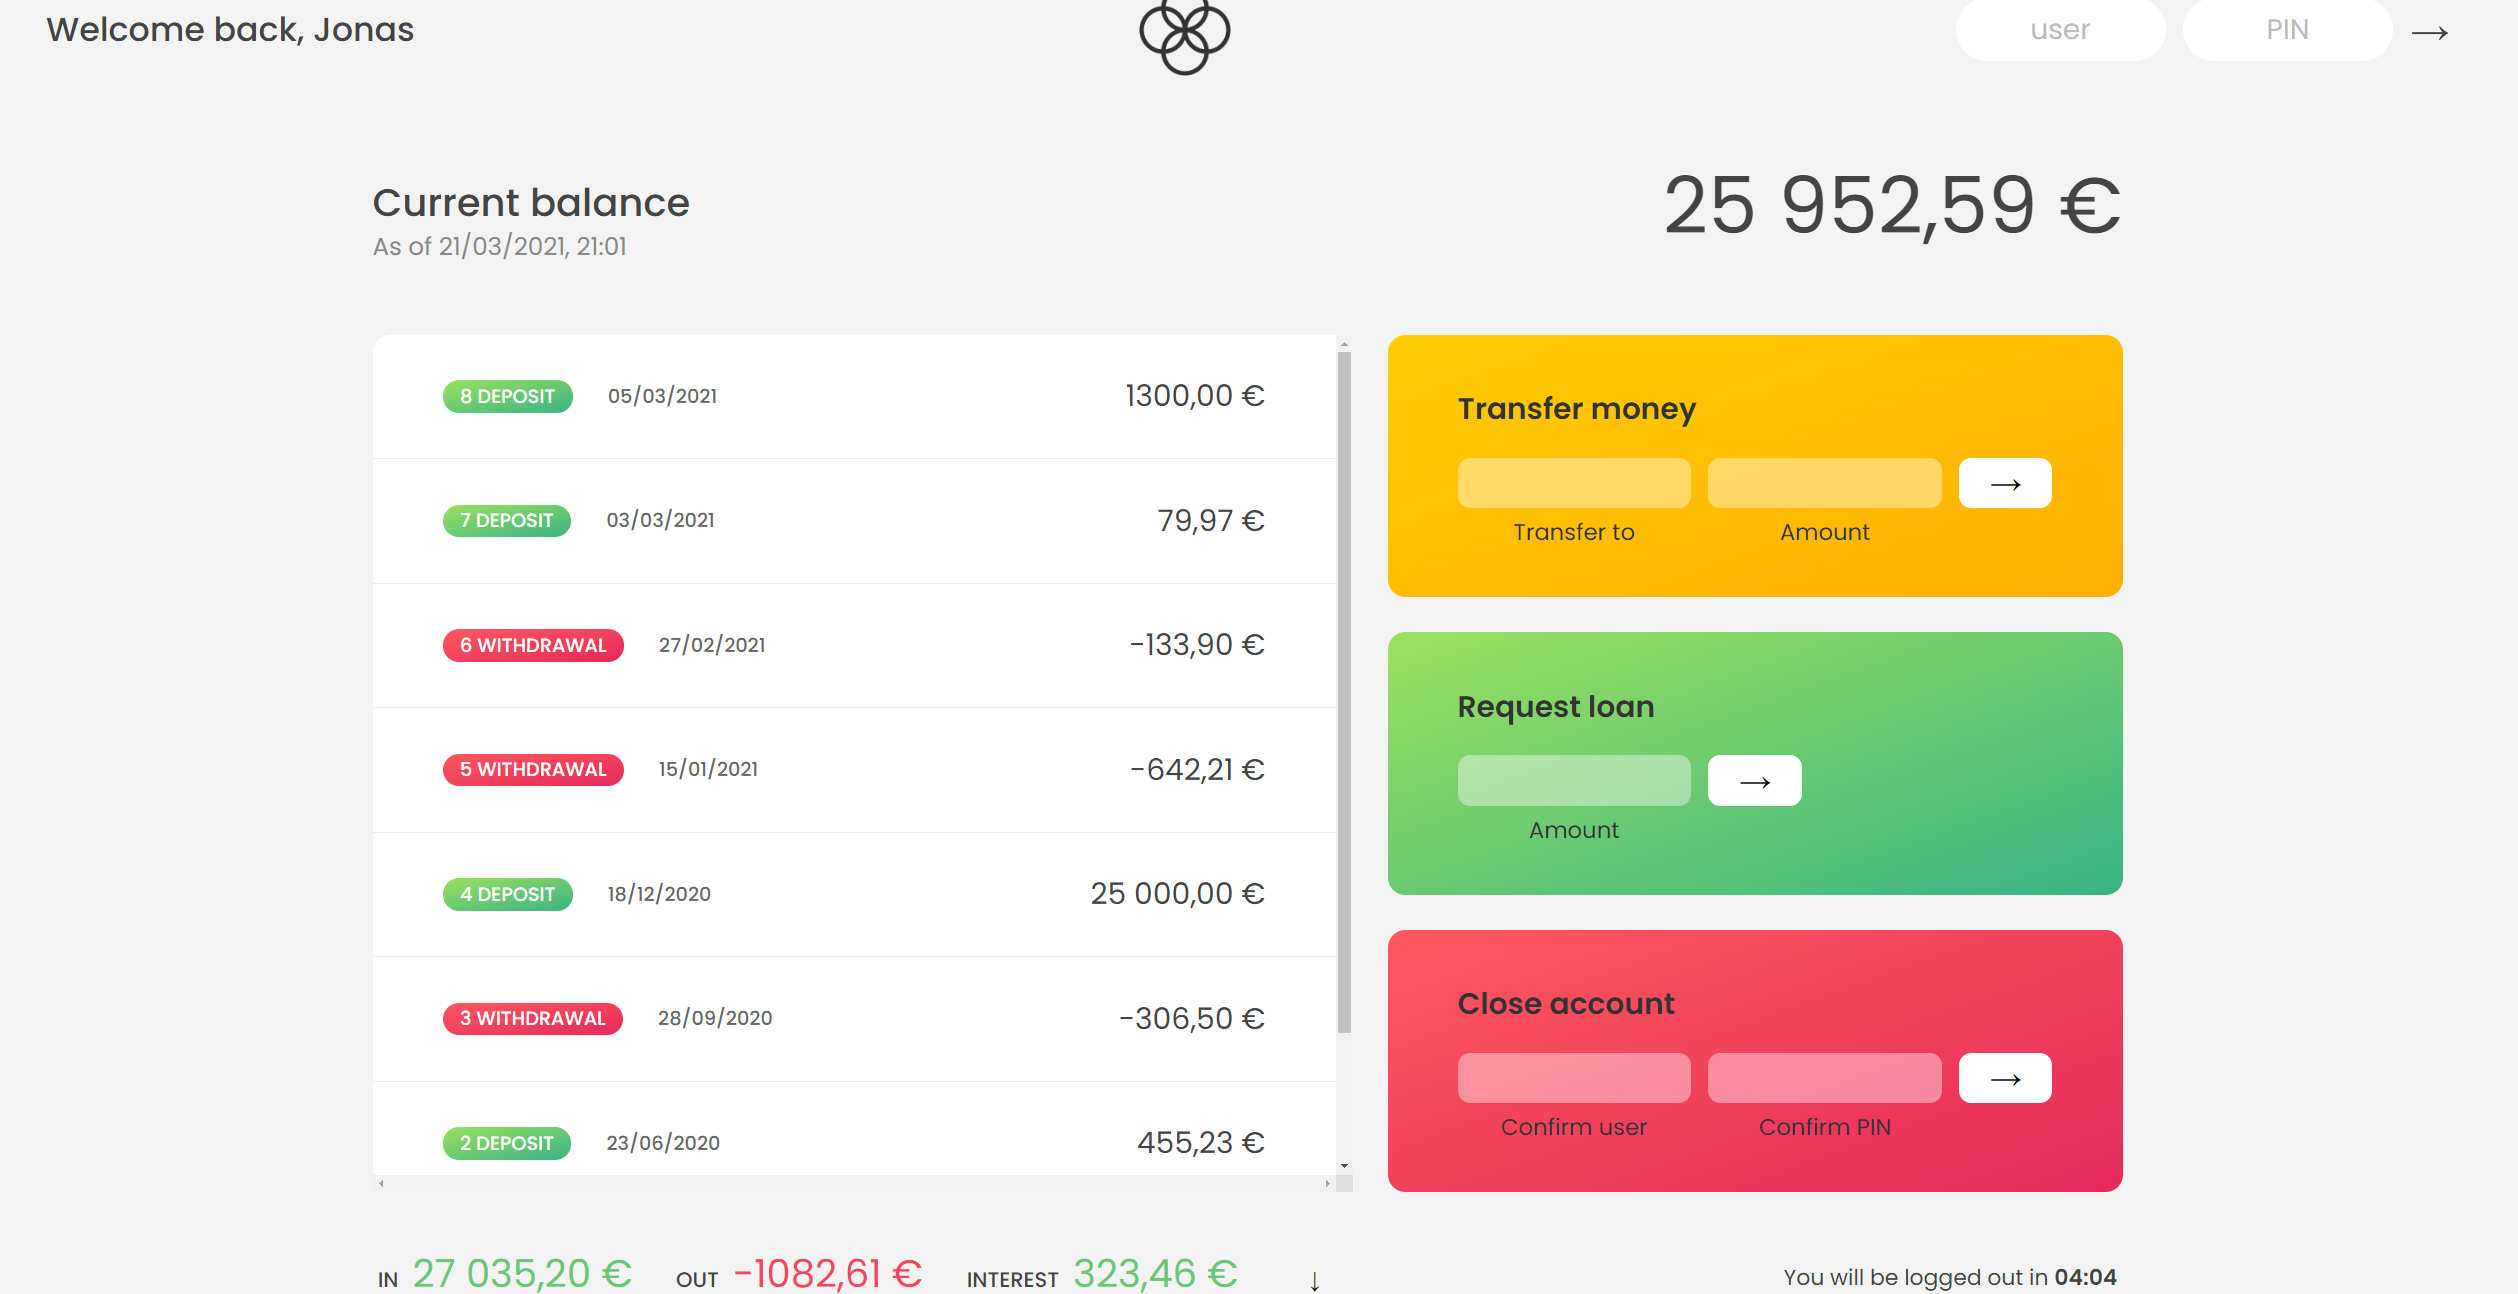 Welcome back, Jonas
user
PIN
→
Current balance
As of 21/03/2021, 21:01
25 952,59 €
8 DEPOSIT 05/03/2021 1300,00 €
7 DEPOSIT 03/03/2021 79,97 €
6 WITHDRAWAL 27/02/2021 -133,90 €
5 WITHDRAWAL 15/01/2021 -642,21 €
4 DEPOSIT 18/12/2020 25 000,00 €
3 WITHDRAWAL 28/09/2020 -306,50 €
2 DEPOSIT 23/06/2020 455,23 €
Transfer money
→
Transfer to Amount
Request loan
→
Amount
Close account
→
Confirm user Confirm PIN
IN 27 035,20 € OUT -1082,61 € INTEREST 323,46 € ↓
You will be logged out in 04:04